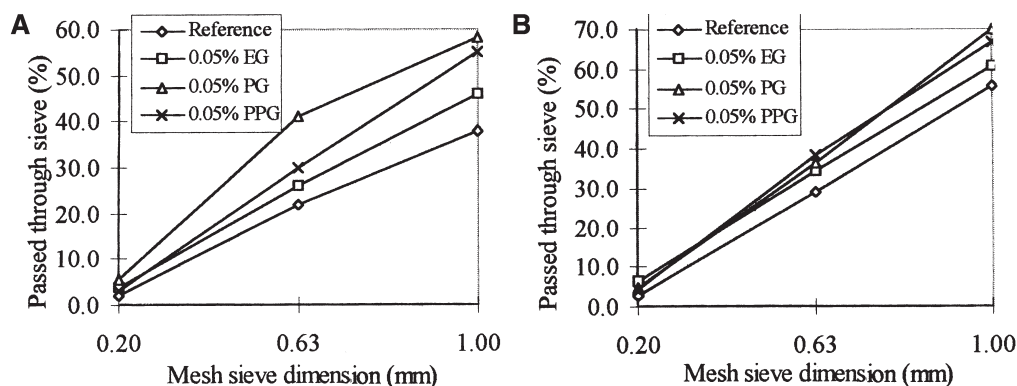 A
Passed through sieve (%)
60.0
50.0
40.0
30.0
20.0
10.0
0.0
Reference
0.05% EG
0.05% PG
0.05% PPG
0.20
0.63
1.00
Mesh sieve dimension (mm)
B
Passed through sieve (%)
70.0
60.0
50.0
40.0
30.0
20.0
10.0
0.0
Reference
0.05% EG
0.05% PG
0.05% PPG
0.20
0.63
1.00
Mesh sieve dimension (mm)